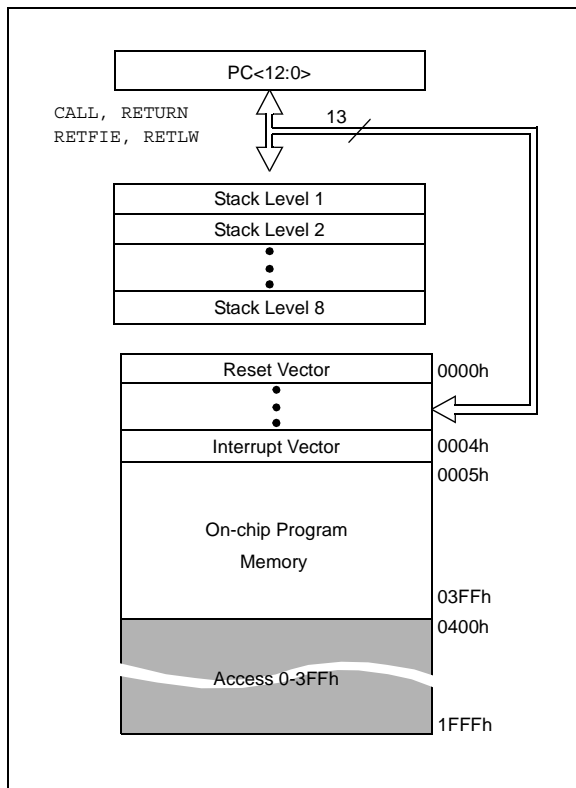 PC<12:0>
CALL, RETURN
RETFIE, RETLW
13
Stack Level 1
Stack Level 2
Stack Level 8
Reset Vector
0000h
Interrupt Vector
0004h
0005h
On-chip Program
Memory
03FFh
0400h
Access 0-3FFh
1FFFh